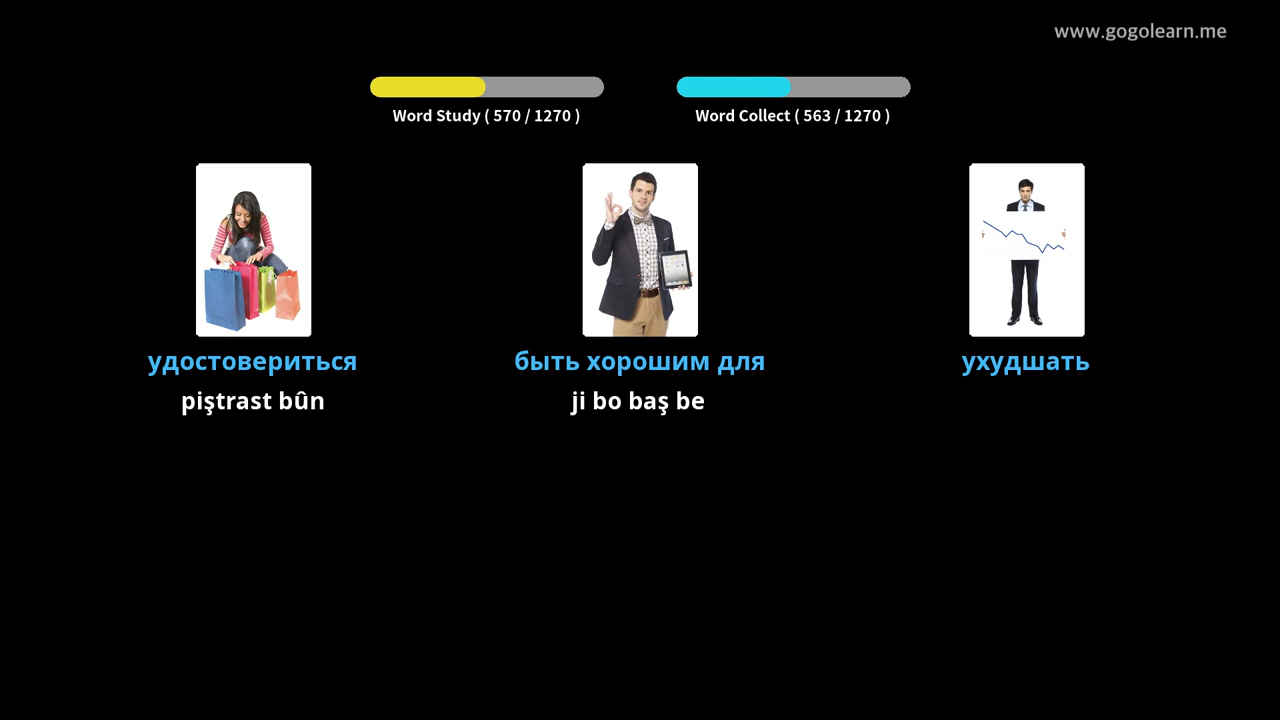 www.gogolearn.me
Word Study ( 570 / 1270 )
Word Collect ( 563 / 1270 )
удостовериться
быть хорошим для
ухудшать
piştrast bûn
ji bo baş be